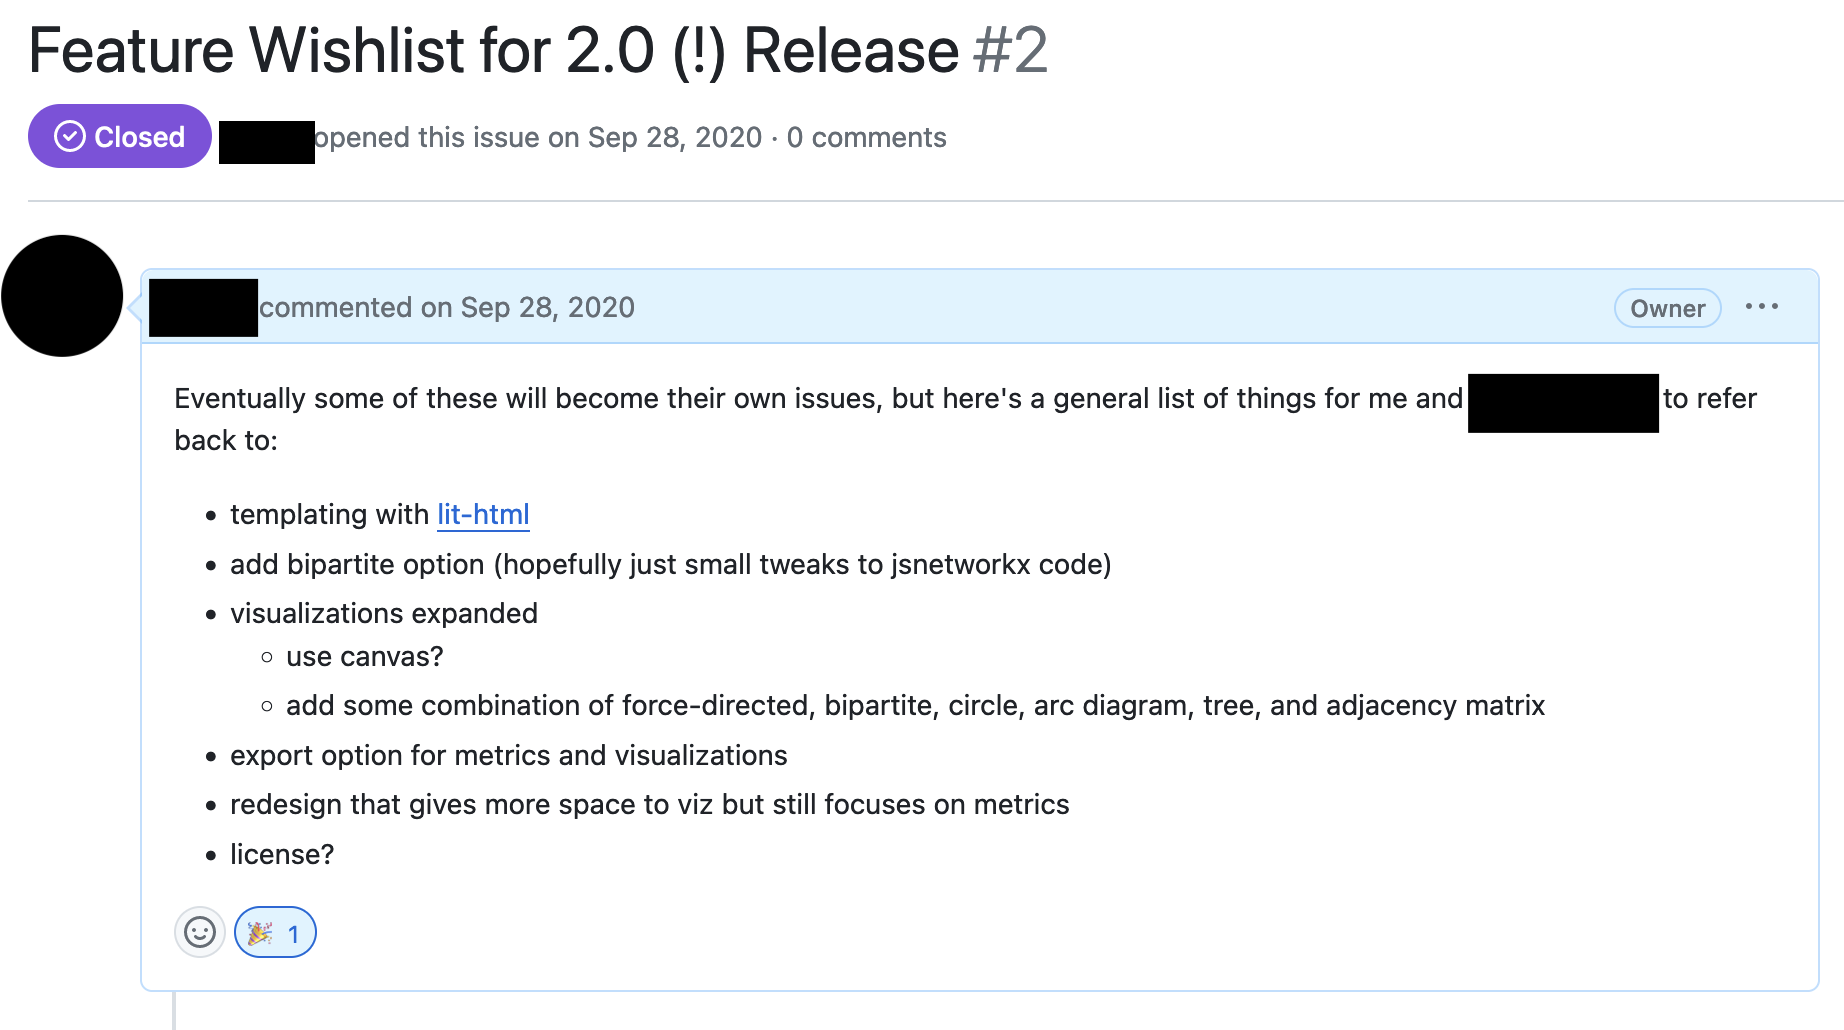 Feature Wishlist for 2.0 (!) Release #2
Closed opened this issue on Sep 28, 2020 · 0 comments
commented on Sep 28, 2020 Owner ···
Eventually some of these will become their own issues, but here's a general list of things for me and to refer
back to:
• templating with lit-html
• add bipartite option (hopefully just small tweaks to jsnetworkx code)
• visualizations expanded
◦ use canvas?
◦ add some combination of force-directed, bipartite, circle, arc diagram, tree, and adjacency matrix
• export option for metrics and visualizations
• redesign that gives more space to viz but still focuses on metrics
• license?
🎉 1